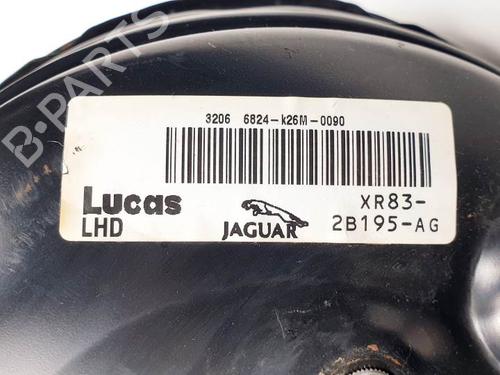 B-PARTS
3206 6824-k26M-0090
Lucas
LHD
JAGUAR
XR83-
2B195-AG